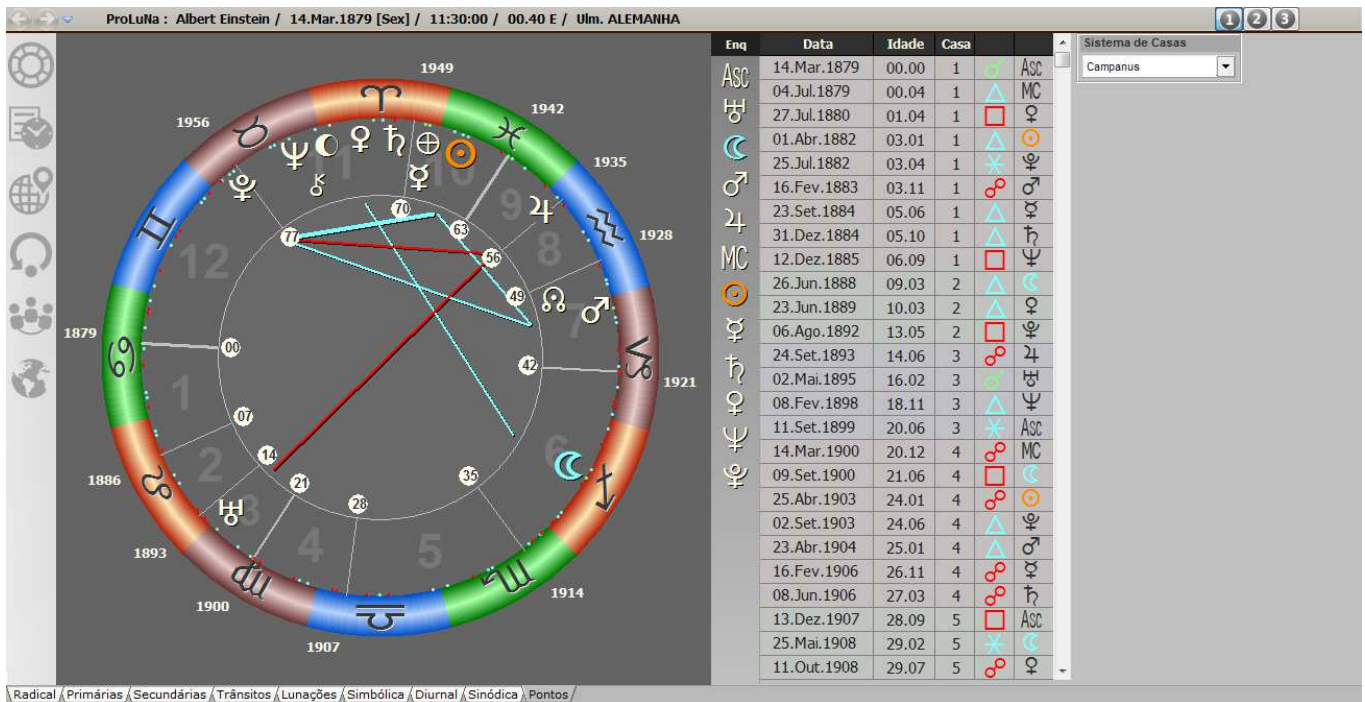 ProLuNa : Albert Einstein / 14.Mar.1879 [Sex] / 11:30:00 / 00.40 E / Ulm. ALEMANHA
1 2 3
Sistema de Casas
Campanus
1949
1942
1935
1928
1921
1914
1907
1900
1893
1886
1879
1956
1
2
3
4
5
6
7
8
9
10
11
12
00
07
14
21
28
35
42
49
56
63
70
77
Asc
MC
Enq Data Idade Casa
14.Mar.1879 00.00 1 Asc
04.Jul.1879 00.04 1 MC
27.Jul.1880 01.04 1
01.Abr.1882 03.01 1
25.Jul.1882 03.04 1
16.Fev.1883 03.11 1
23.Set.1884 05.06 1
31.Dez.1884 05.10 1
12.Dez.1885 06.09 1
26.Jun.1888 09.03 2
23.Jun.1889 10.03 2
06.Ago.1892 13.05 2
24.Set.1893 14.06 3
02.Mai.1895 16.02 3
08.Fev.1898 18.11 3
11.Set.1899 20.06 3 Asc
14.Mar.1900 20.12 4 MC
09.Set.1900 21.06 4
25.Abr.1903 24.01 4
02.Set.1903 24.06 4
23.Abr.1904 25.01 4
16.Fev.1906 26.11 4
08.Jun.1906 27.03 4
13.Dez.1907 28.09 5 Asc
25.Mai.1908 29.02 5
11.Out.1908 29.07 5
Radical Primárias Secundárias Trânsitos Lunações Simbólica Diurnal Sinódica Pontos